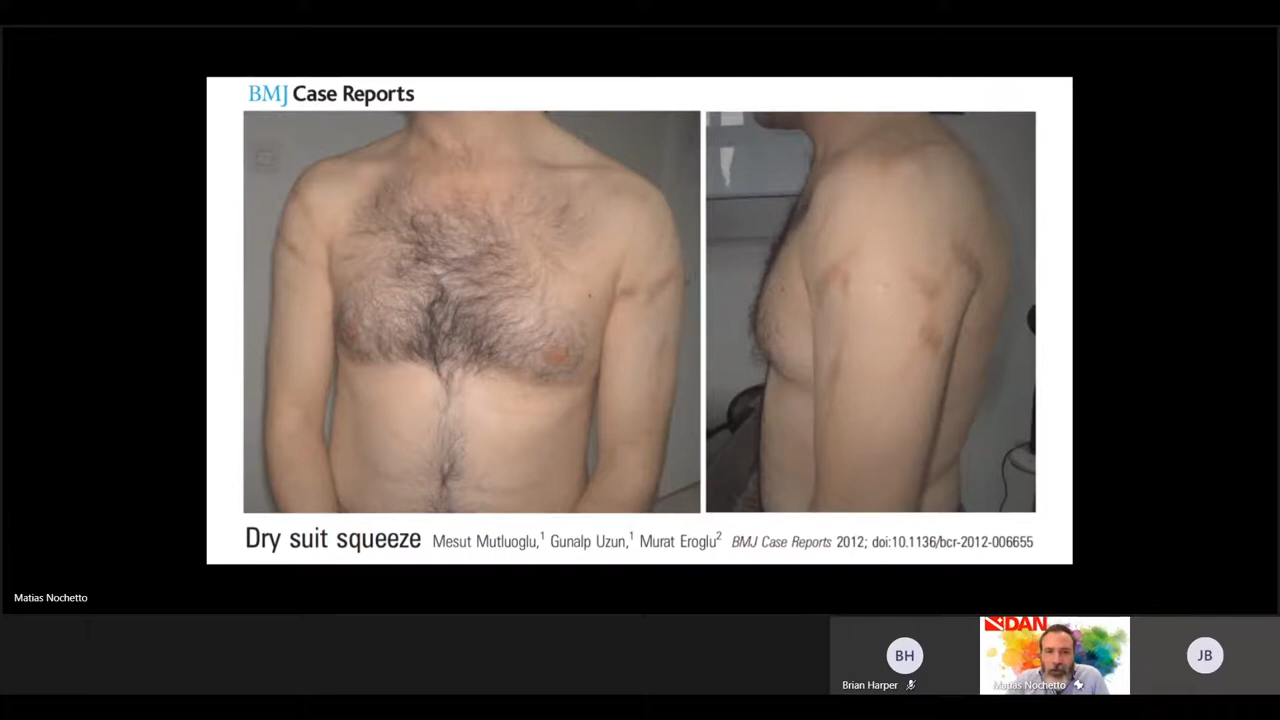 BMJ Case Reports
Dry suit squeeze Mesut Mutluoglu,¹ Gunalp Uzun,¹ Murat Eroglu² BMJ Case Reports 2012; doi:10.1136/bcr-2012-006655
Matias Nochetto
DAN
BH
JB
Brian Harper
Matias Nochetto